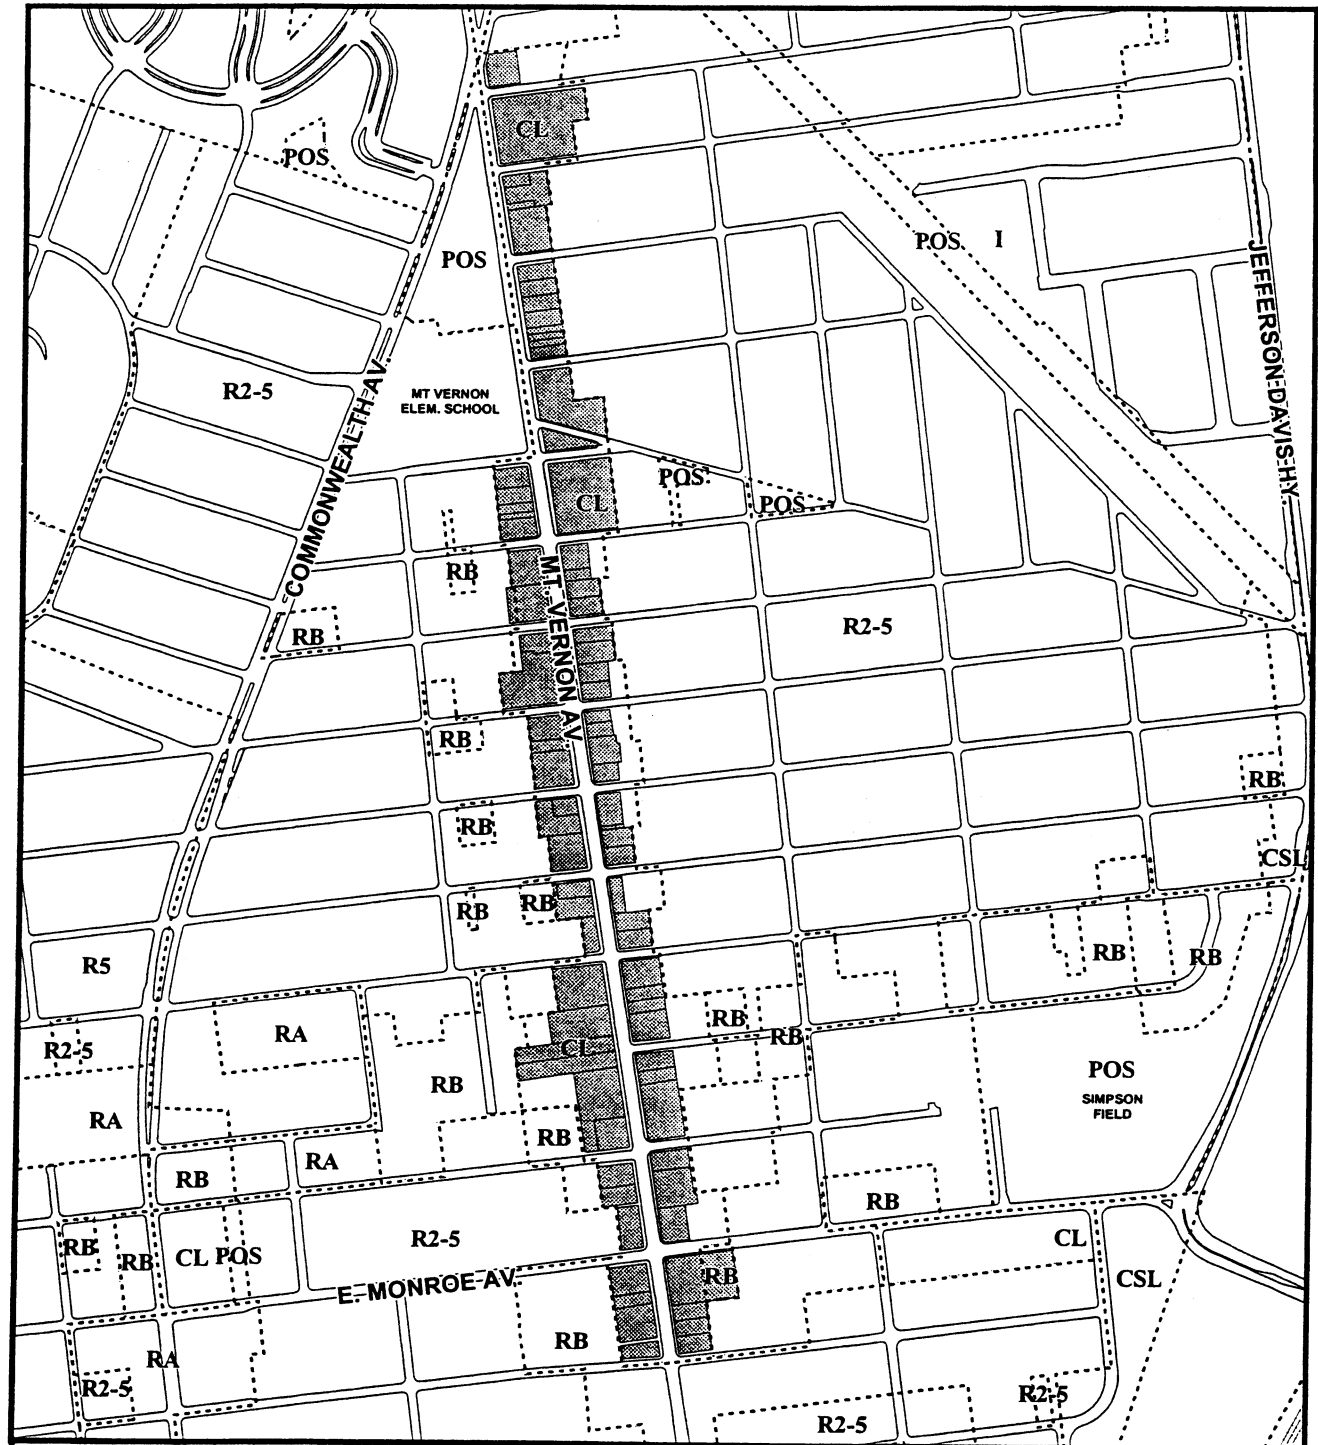 CL
POS
POS
POS I
JEFFERSON DAVIS HY.
R2-5
MT VERNON
ELEM. SCHOOL
COMMONWEALTH AV
POS
CL
POS
RB
MT. VERNON AV.
RB
R2-5
RB
RB
RB
CSL
RB
RB
R5
RB
RB
RA
RB
R2-5
RB
CL
RB
POS
SIMPSON
FIELD
RA
RB
RA
RB
RB
RB
RB
CL POS
R2-5
CL
RB
RB
CSL
E. MONROE AV.
RB
RA
R2-5
R2-5
R2-5